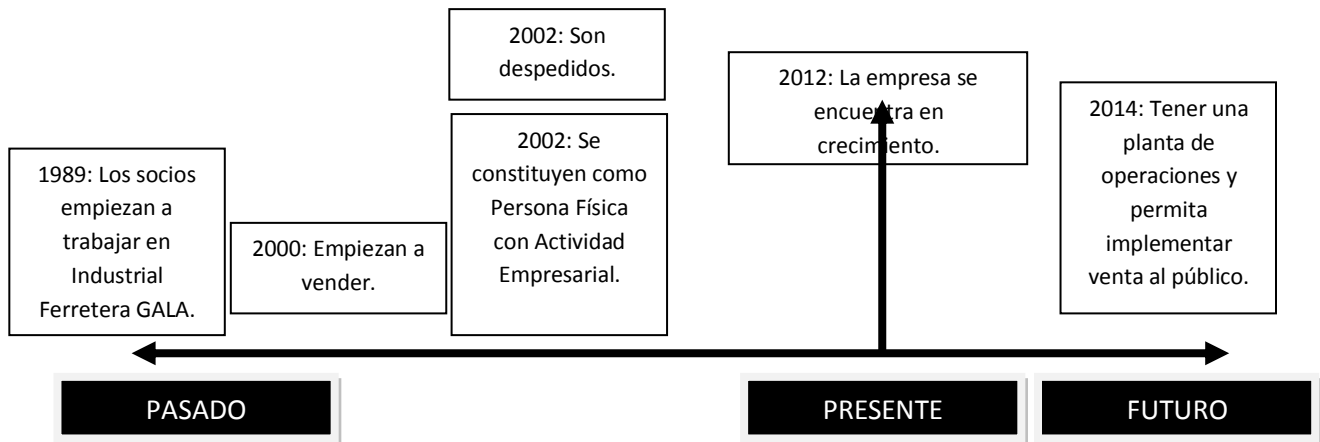 1989: Los socios
empiezan a
trabajar en
Industrial
Ferretera GALA.
2000: Empiezan a
vender.
2002: Son
despedidos.
2002: Se
constituyen como
Persona Física
con Actividad
Empresarial.
2012: La empresa se
encuentra en
crecimiento.
2014: Tener una
planta de
operaciones y
permita
implementar
venta al público.
PASADO
PRESENTE
FUTURO